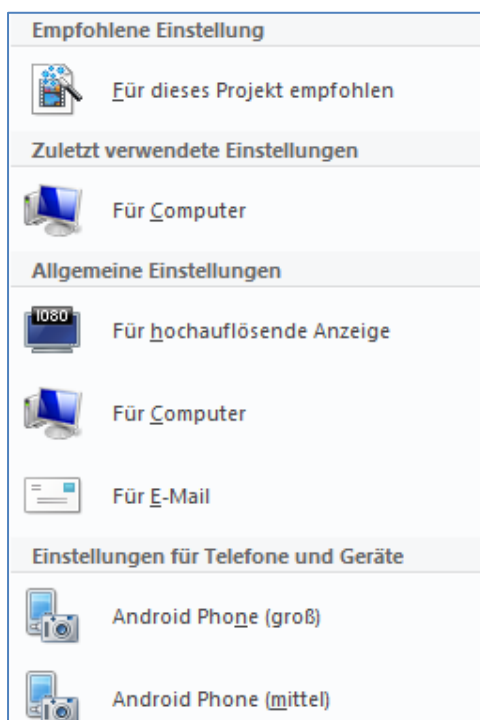 Empfohlene Einstellung
Für dieses Projekt empfohlen
Zuletzt verwendete Einstellungen
Für Computer
Allgemeine Einstellungen
1080
Für hochauflösende Anzeige
Für Computer
Für E-Mail
Einstellungen für Telefone und Geräte
Android Phone (groß)
Android Phone (mittel)